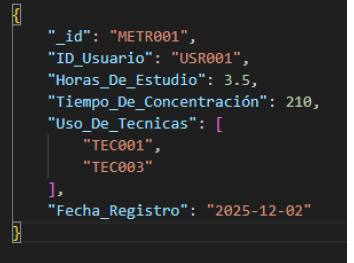 {
    "_id": "METR001",
    "ID_Usuario": "USR001",
    "Horas_De_Estudio": 3.5,
    "Tiempo_De_Concentración": 210,
    "Uso_De_Tecnicas": [
        "TEC001",
        "TEC003"
    ],
    "Fecha_Registro": "2025-12-02"
}